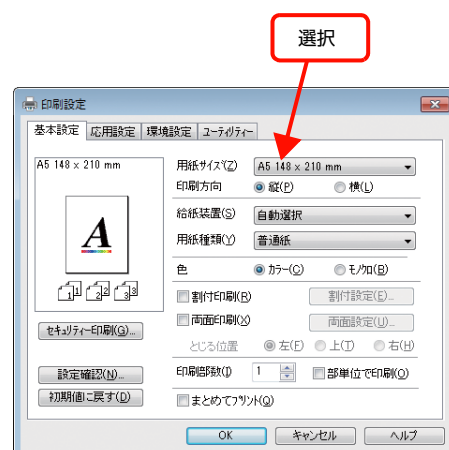 選択
印刷設定
基本設定 応用設定 環境設定 ユーティリティー
A5 148 x 210 mm
用紙サイズ(Z) A5 148 x 210 mm
印刷方向 縦(P) 横(L)
給紙装置(S) 自動選択
用紙種類(Y) 普通紙
A
色 カラー(C) モノクロ(B)
1 1 2 2 3 3
割付印刷(R) 割付設定(E)...
セキュリティー印刷(G)...
両面印刷(X) 両面設定(U)...
とじる位置 左(F) 上(T) 右(H)
設定確認(N)...
印刷部数(I) 1 部単位で印刷(O)
初期値に戻す(D)
まとめてプリント(Q)
OK キャンセル ヘルプ